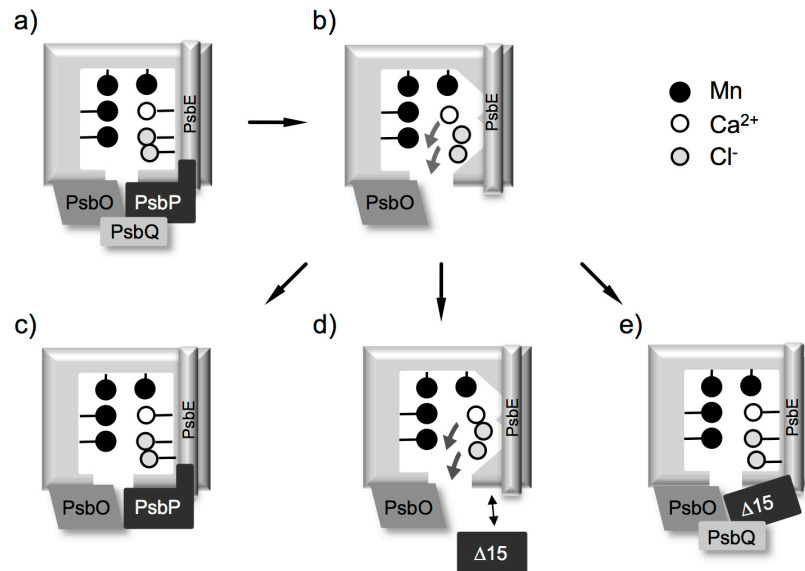 a)
PsbE
PsbO
PsbP
PsbQ
b)
PsbE
PsbO
Mn
Ca²⁺
Cl⁻
c)
PsbE
PsbO
PsbP
d)
PsbE
PsbO
Δ15
e)
PsbE
PsbO
Δ15
PsbQ